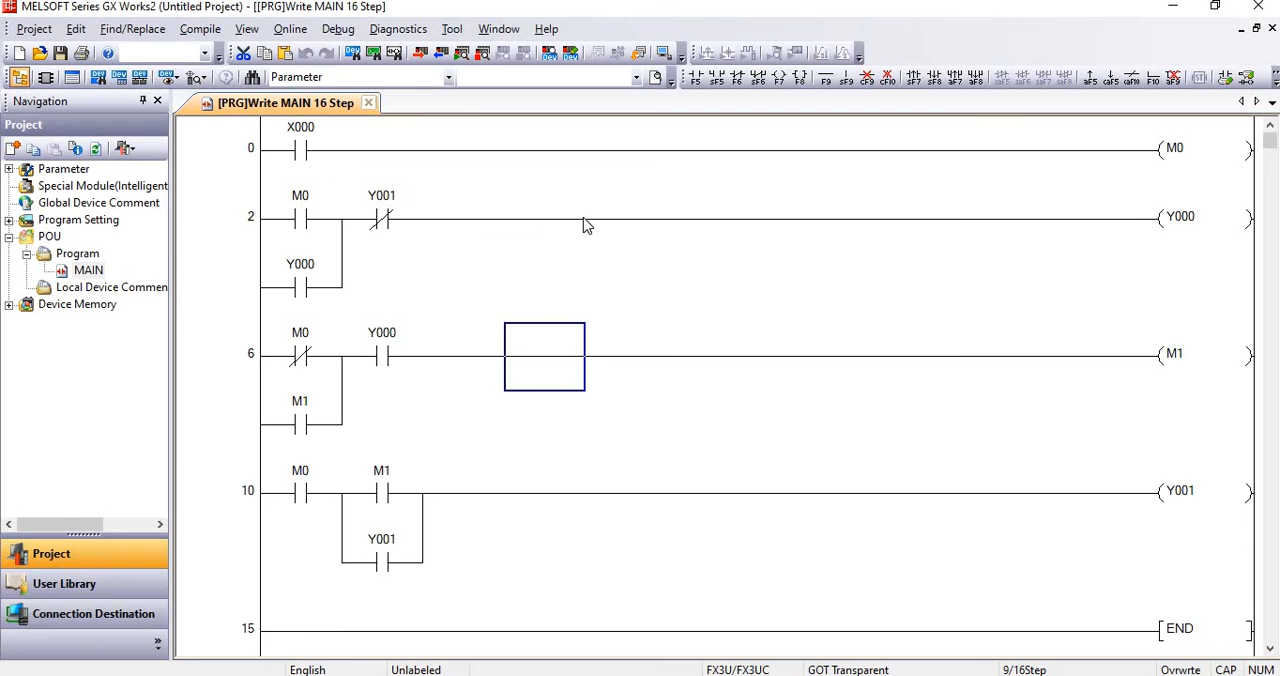 MELSOFT Series GX Works2 (Untitled Project) - [[PRG]Write MAIN 16 Step]
Project Edit Find/Replace Compile View Online Debug Diagnostics Tool Window Help
Parameter
Navigation
[PRG]Write MAIN 16 Step
Project
Parameter
Special Module(Intelligent
Global Device Comment
Program Setting
POU
Program
MAIN
Local Device Commen
Device Memory
Project
User Library
Connection Destination
X000
0 M0
M0 Y001
2 Y000
Y000
M0 Y000
6 M1
M1
M0 M1
10 Y001
Y001
15 END
English Unlabeled FX3U/FX3UC GOT Transparent 9/16Step Ovrwrte CAP NUM